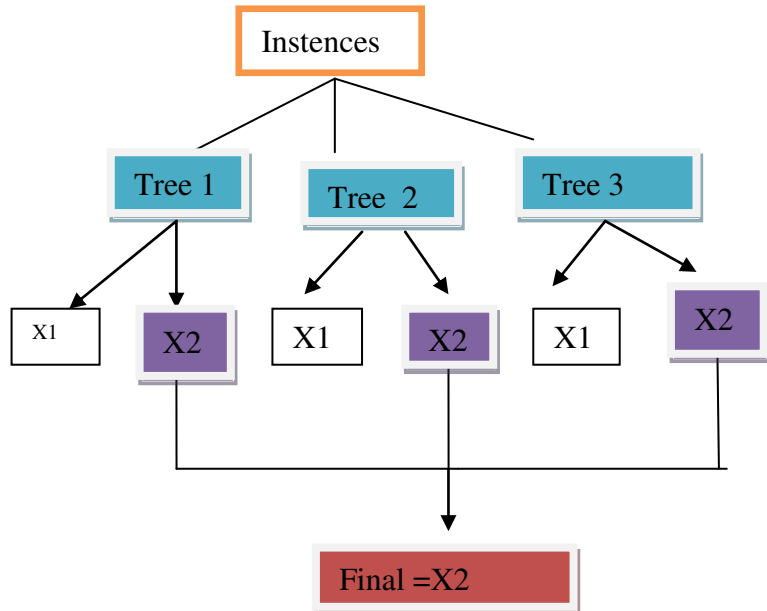 Instences
Tree 1
Tree 2
Tree 3
X1
X2
X1
X2
X1
X2
Final =X2